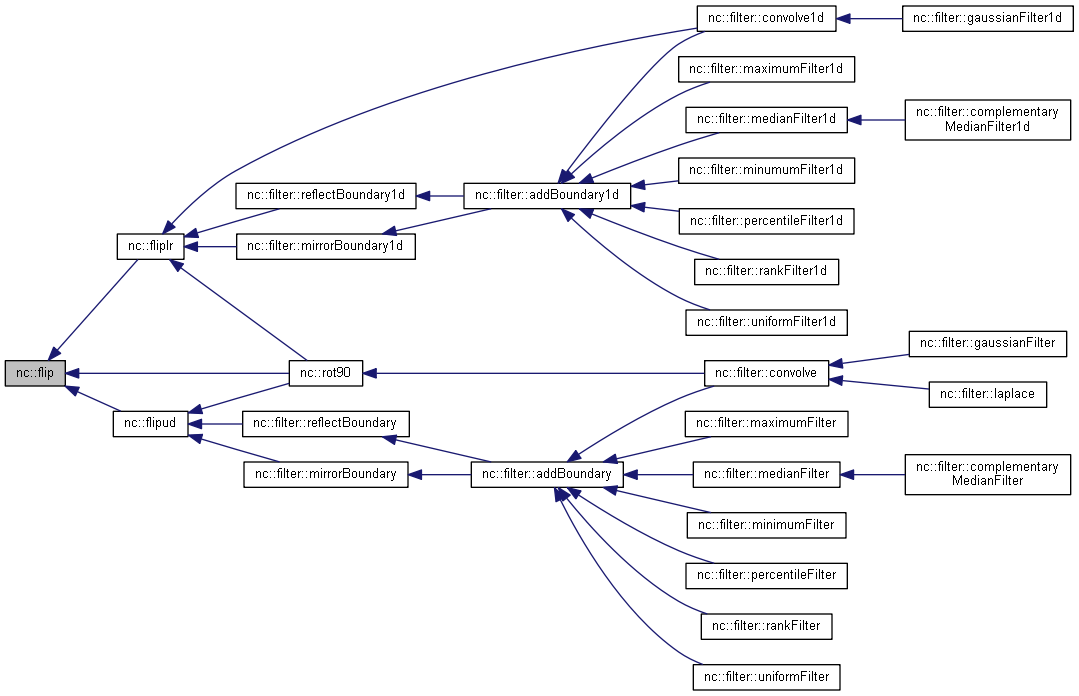 nc::filter::convolve1d
nc::filter::gaussianFilter1d
nc::filter::maximumFilter1d
nc::filter::medianFilter1d
nc::filter::complementary
MedianFilter1d
nc::filter::minumumFilter1d
nc::filter::reflectBoundary1d
nc::filter::addBoundary1d
nc::filter::percentileFilter1d
nc::fliplr
nc::filter::mirrorBoundary1d
nc::filter::rankFilter1d
nc::filter::uniformFilter1d
nc::filter::gaussianFilter
nc::flip
nc::rot90
nc::filter::convolve
nc::filter::laplace
nc::flipud
nc::filter::reflectBoundary
nc::filter::maximumFilter
nc::filter::mirrorBoundary
nc::filter::addBoundary
nc::filter::medianFilter
nc::filter::complementary
MedianFilter
nc::filter::minimumFilter
nc::filter::percentileFilter
nc::filter::rankFilter
nc::filter::uniformFilter